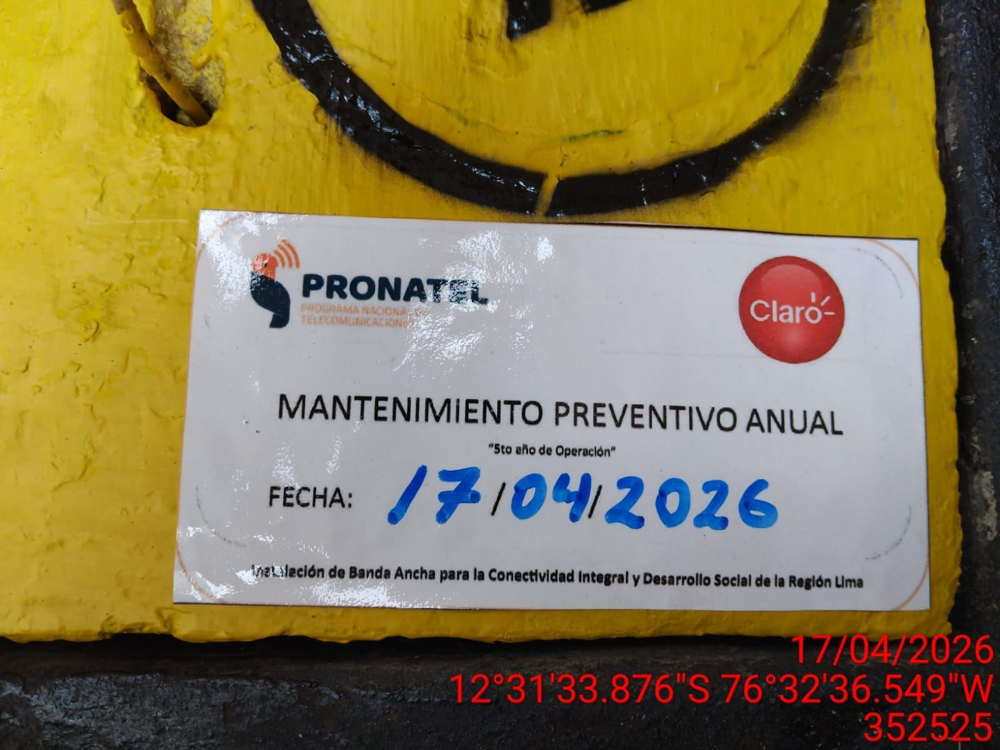 PRONATEL
PROGRAMA NACIONAL DE
TELECOMUNICACIONES
Claro
MANTENIMIENTO PREVENTIVO ANUAL
"5to año de Operación"
FECHA: 17/04/2026
Instalación de Banda Ancha para la Conectividad Integral y Desarrollo Social de la Región Lima
17/04/2026
12°31'33.876"S 76°32'36.549"W
352525